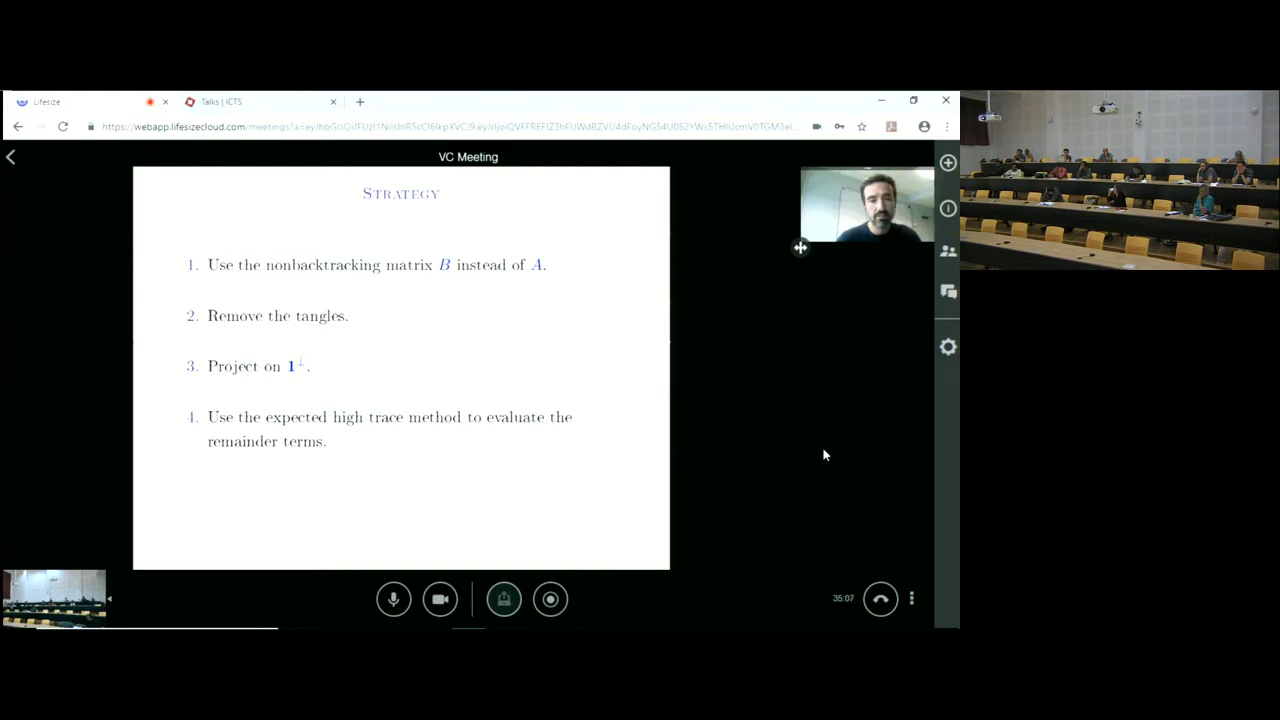 Lifesize
Talks | ICTS
VC Meeting
STRATEGY
1. Use the nonbacktracking matrix B instead of A.
2. Remove the tangles.
3. Project on 1⊥.
4. Use the expected high trace method to evaluate the
remainder terms.
35:07